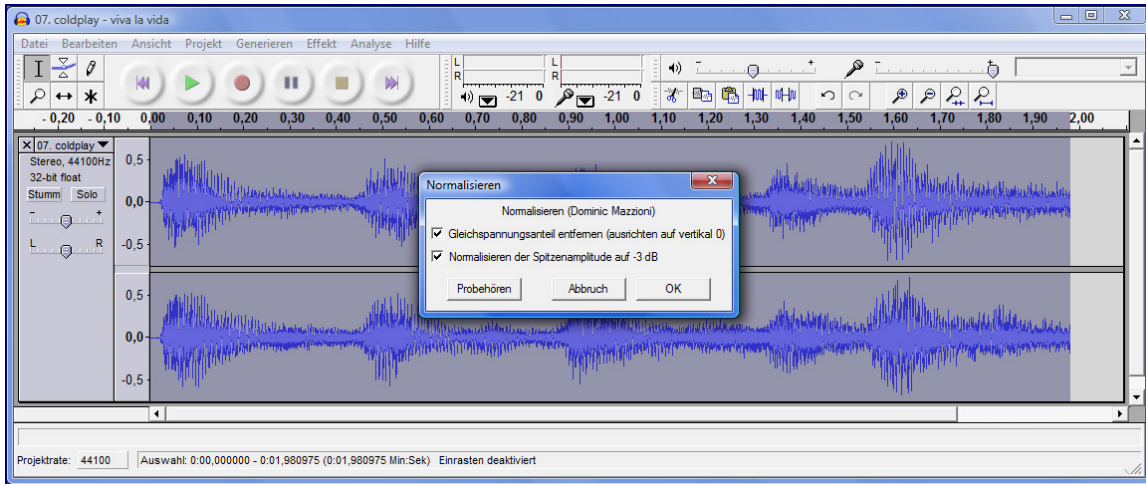 07. coldplay - viva la vida
Datei Bearbeiten Ansicht Projekt Generieren Effekt Analyse Hilfe
L
R
L
R
-21 0
-21 0
- +
- +
- 0,20 - 0,10 0,00 0,10 0,20 0,30 0,40 0,50 0,60 0,70 0,80 0,90 1,00 1,10 1,20 1,30 1,40 1,50 1,60 1,70 1,80 1,90 2,00
X 07. coldplay
Stereo, 44100Hz
32-bit float
Stumm Solo
- +
L R
0,5
0,0
-0,5
0,5
0,0
-0,5
Normalisieren
Normalisieren (Dominic Mazzioni)
Gleichspannungsanteil entfernen (ausrichten auf vertikal 0)
Normalisieren der Spitzenamplitude auf -3 dB
Probehören Abbruch OK
Projektrate: 44100 Auswahl: 0:00,000000 - 0:01,980975 (0:01,980975 Min:Sek) Einrasten deaktiviert